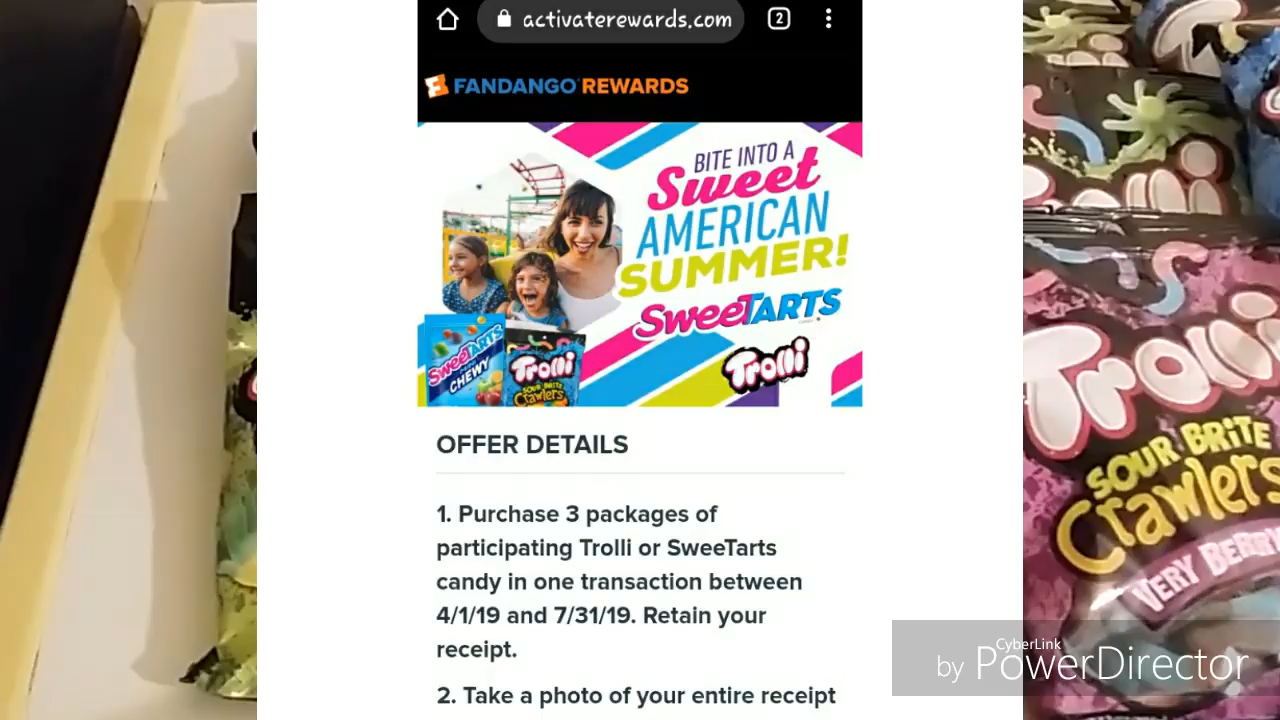 activaterewards.com
2
FANDANGO REWARDS
BITE INTO A
Sweet
AMERICAN
SUMMER!
SWEETARTS
Trolli
SWEETARTS
CHEWY
Trolli
SOUR BRITE
Crawlers
OFFER DETAILS
1. Purchase 3 packages of
participating Trolli or SweeTarts
candy in one transaction between
4/1/19 and 7/31/19. Retain your
receipt.
2. Take a photo of your entire receipt
Trolli
SOUR BRITE
Crawlers
VERY BERRY
CyberLink
by PowerDirector